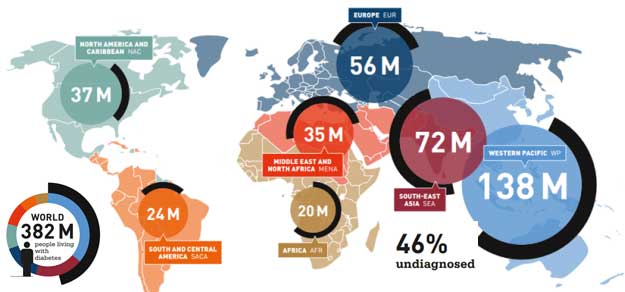 EUROPE EUR
56 M
NORTH AMERICA AND
CARIBBEAN NAC
37 M
35 M
MIDDLE EAST AND
NORTH AFRICA MENA
72 M
SOUTH-EAST
ASIA SEA
WESTERN PACIFIC WP
138 M
24 M
SOUTH AND CENTRAL
AMERICA SACA
20 M
AFRICA AFR
WORLD
382 M
people living
with
diabetes
46%
undiagnosed